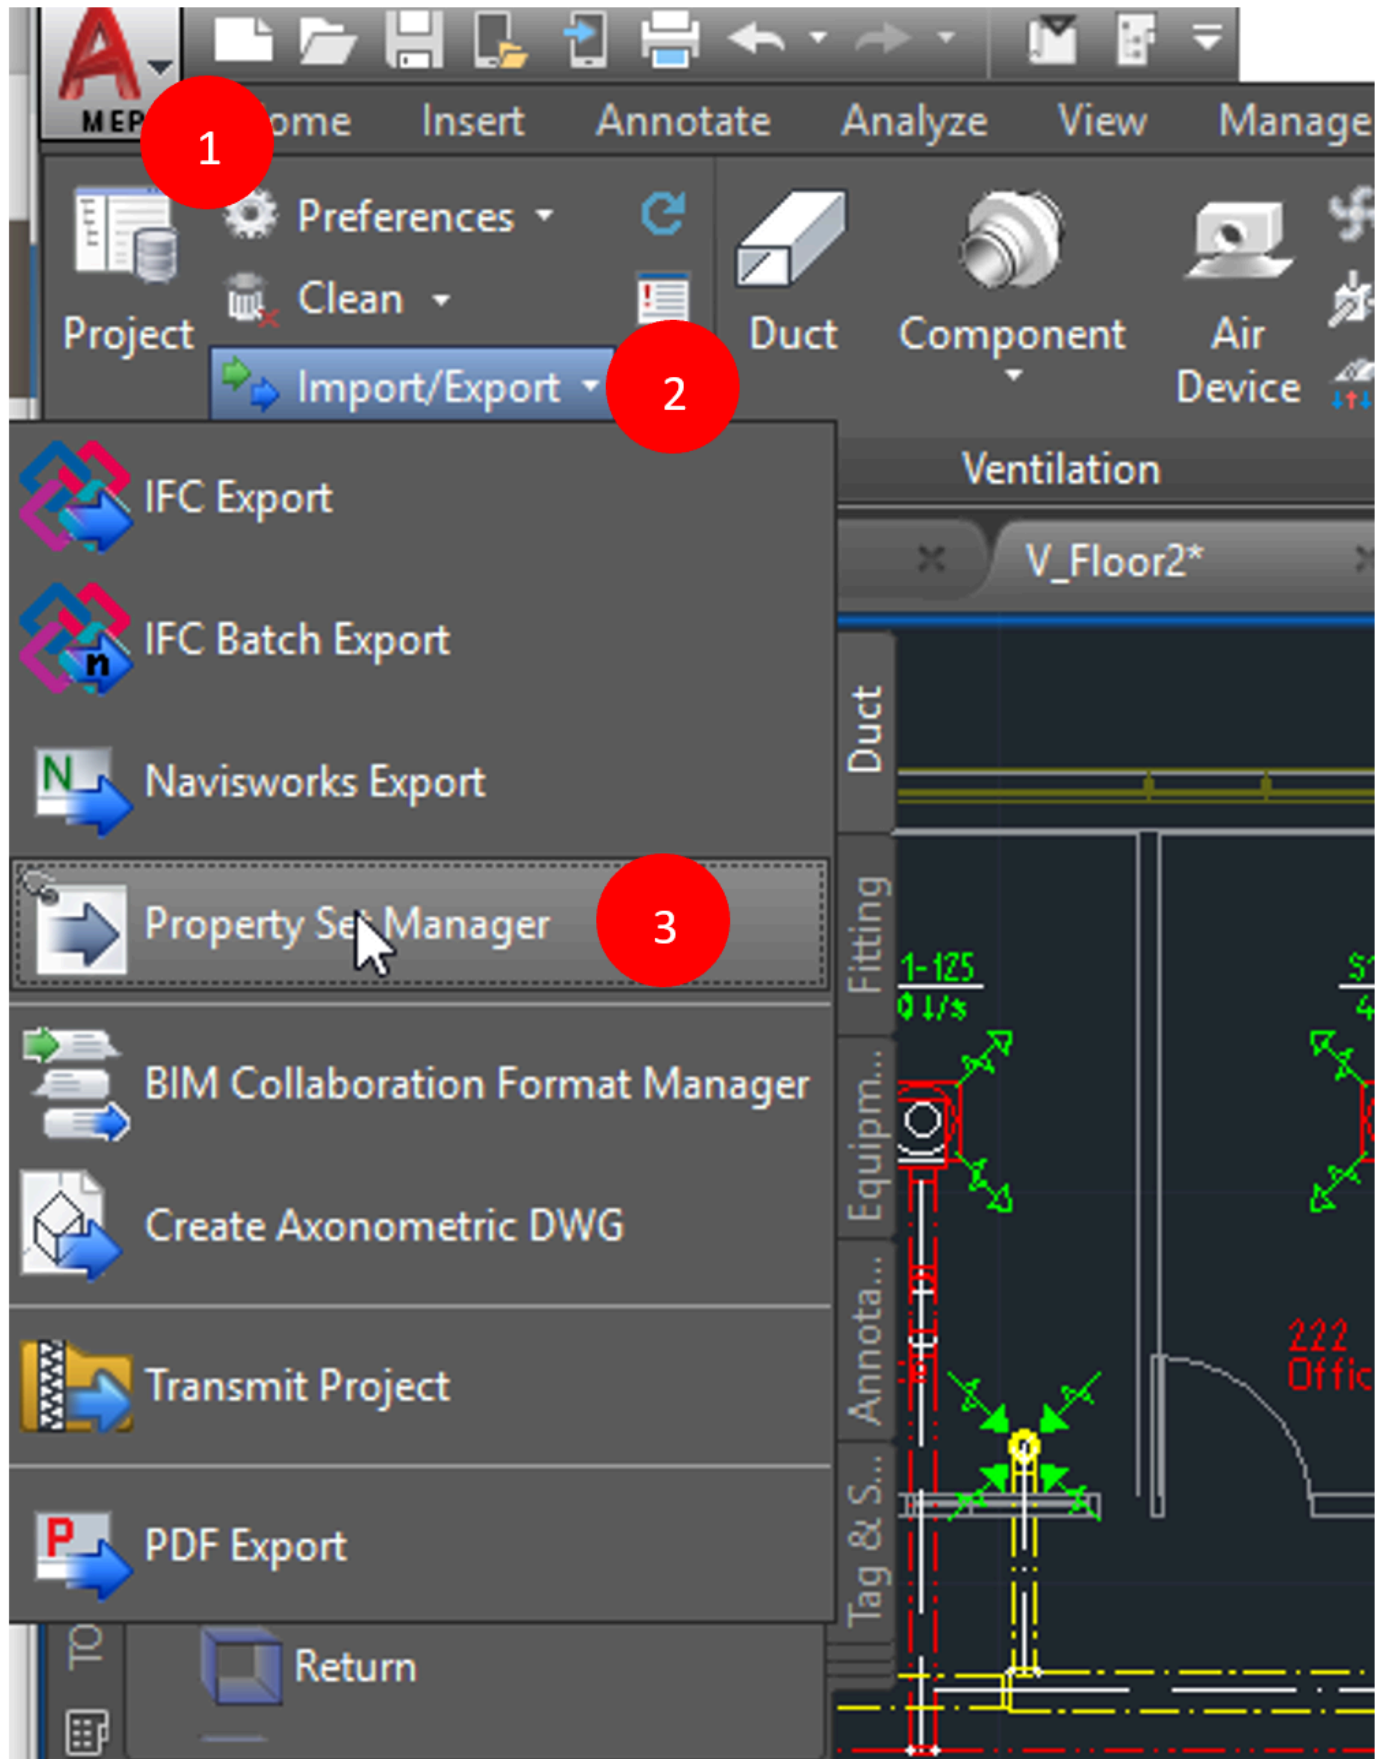 MEP
1
ome
Insert
Annotate
Analyze
View
Manage
Preferences
Clean
Project
Import/Export
2
Duct
Component
Air
Device
Ventilation
IFC Export
IFC Batch Export
n
N
Navisworks Export
Property Set Manager
3
BIM Collaboration Format Manager
Create Axonometric DWG
Transmit Project
P
PDF Export
Return
V_Floor2*
Duct
Fitting
Equipm...
Annota...
Tag & S...
1-125
0 l/s
222
Offic